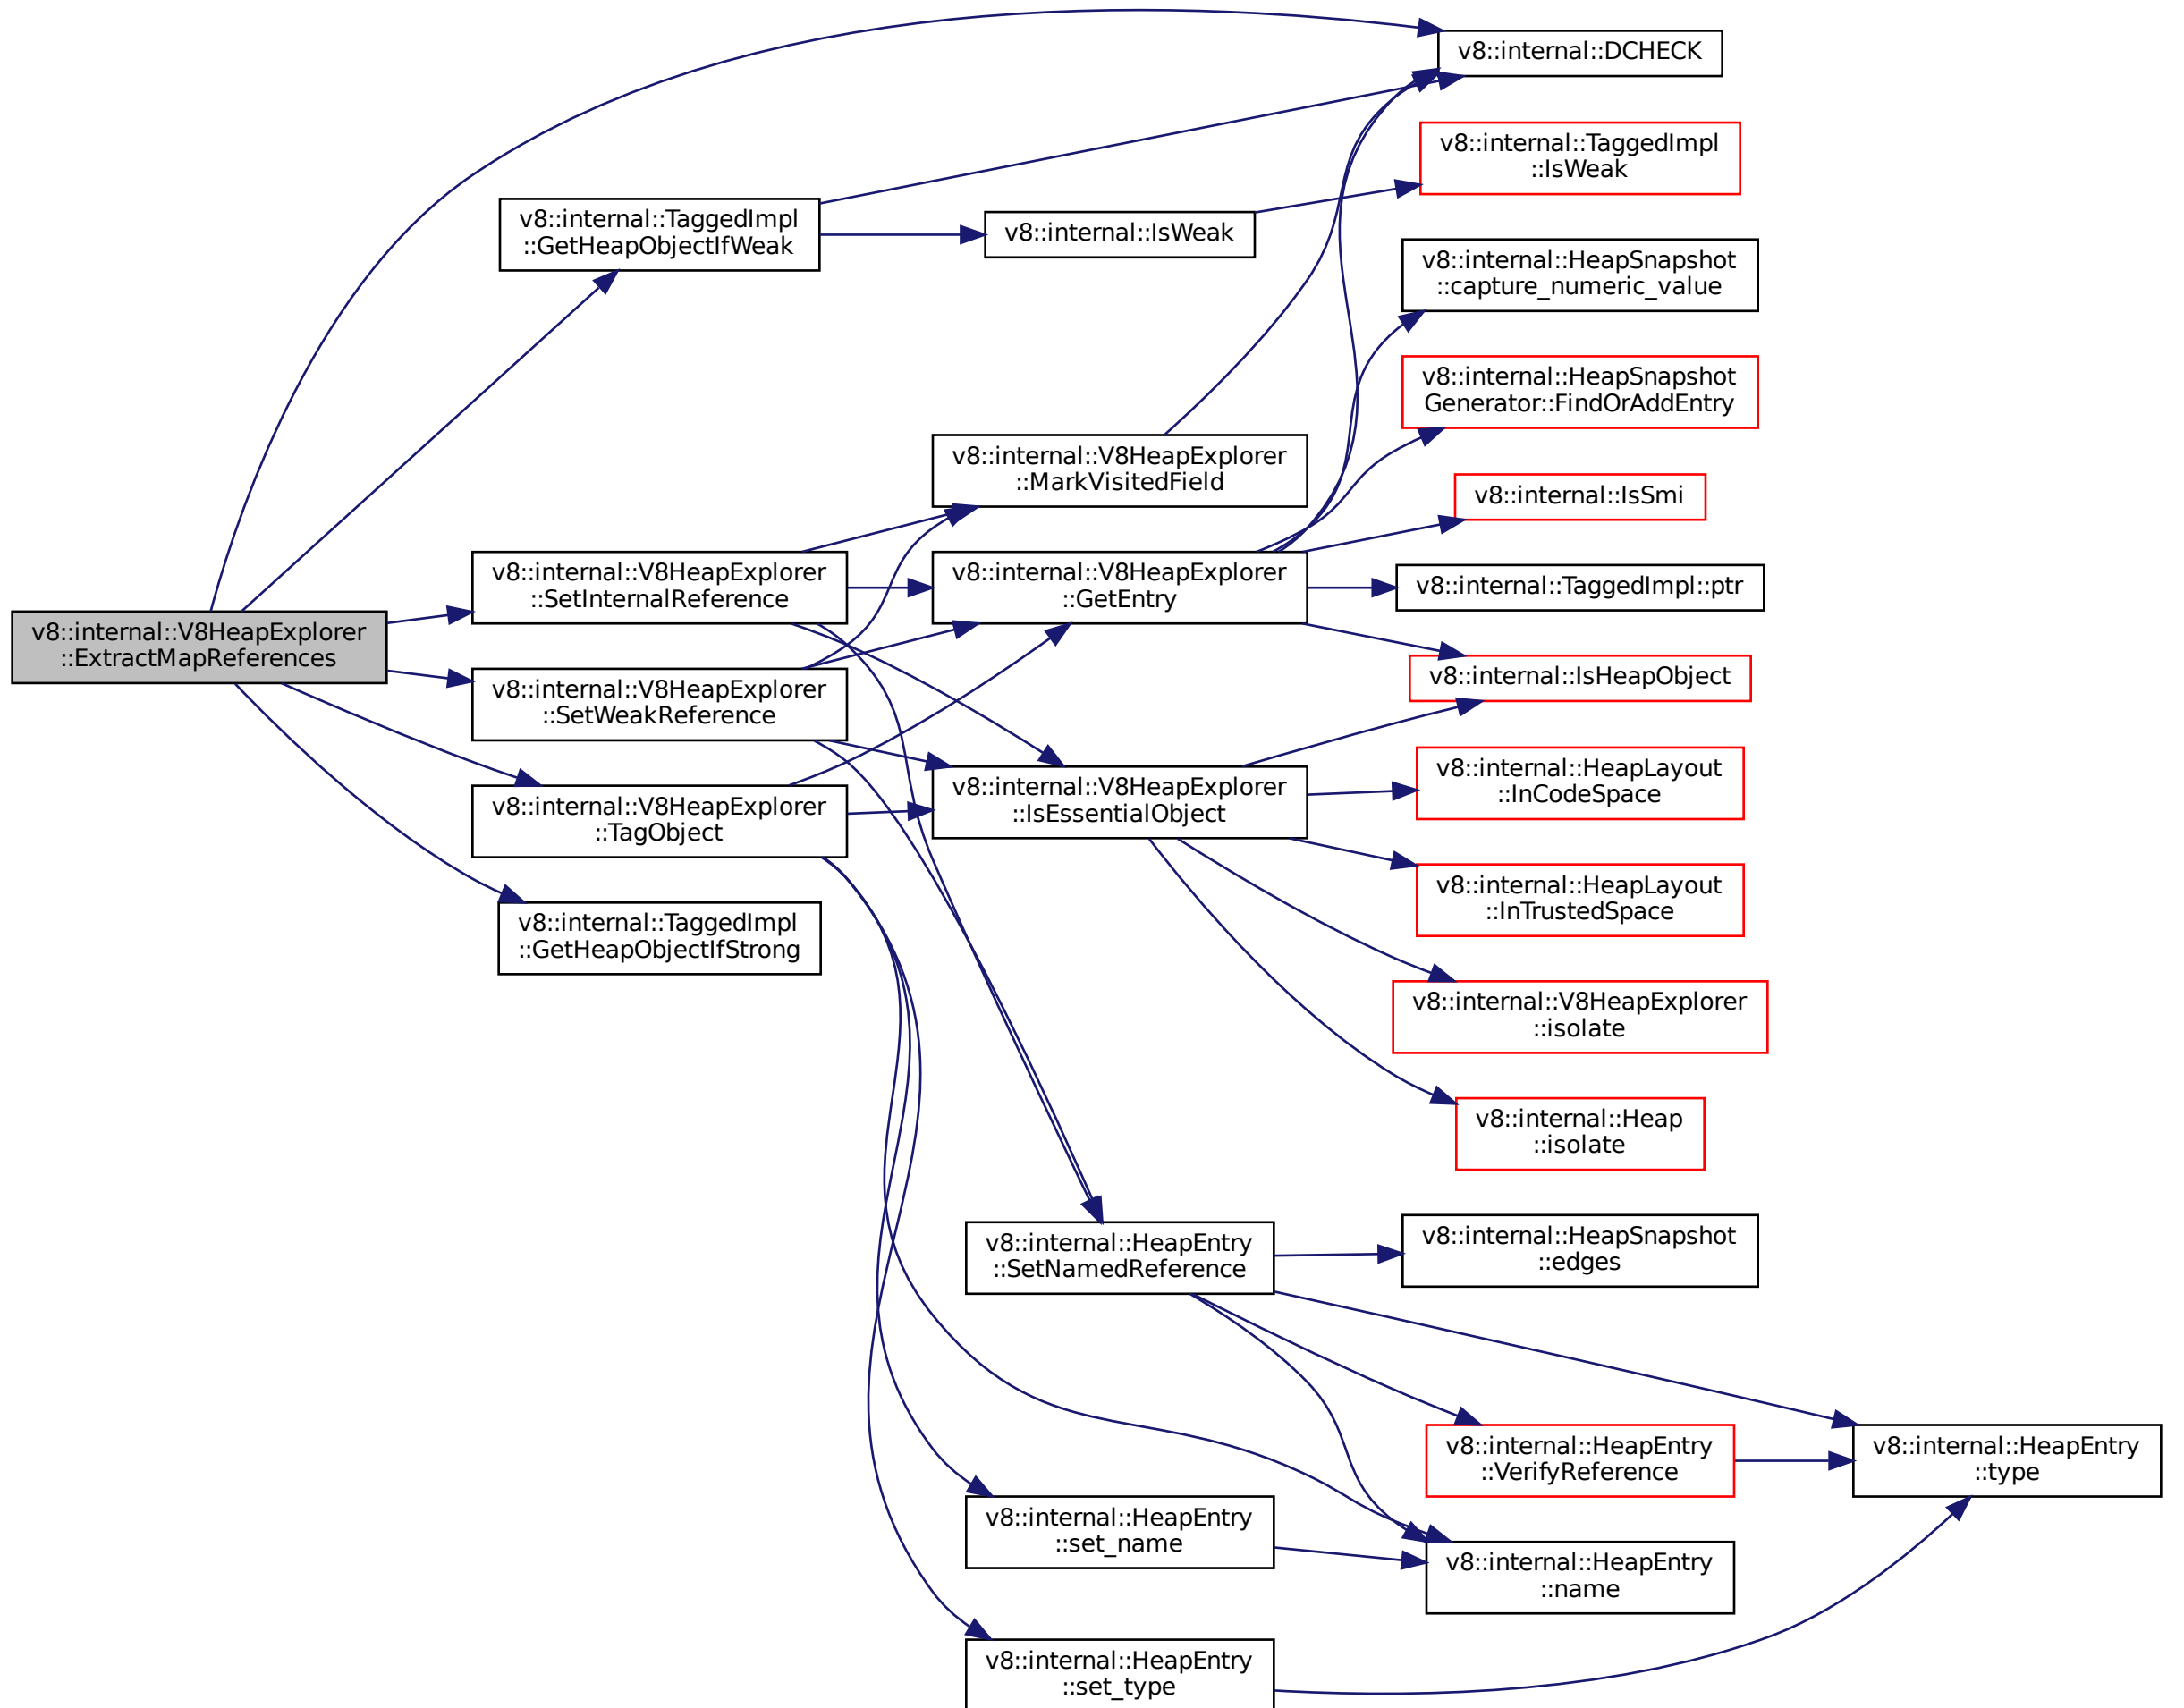 v8::internal::V8HeapExplorer
::ExtractMapReferences
v8::internal::DCHECK
v8::internal::TaggedImpl
::GetHeapObjectIfWeak
v8::internal::IsWeak
v8::internal::TaggedImpl
::IsWeak
v8::internal::V8HeapExplorer
::SetInternalReference
v8::internal::V8HeapExplorer
::MarkVisitedField
v8::internal::V8HeapExplorer
::GetEntry
v8::internal::HeapSnapshot
::capture_numeric_value
v8::internal::HeapSnapshot
Generator::FindOrAddEntry
v8::internal::IsSmi
v8::internal::TaggedImpl::ptr
v8::internal::IsHeapObject
v8::internal::V8HeapExplorer
::SetWeakReference
v8::internal::V8HeapExplorer
::TagObject
v8::internal::V8HeapExplorer
::IsEssentialObject
v8::internal::HeapLayout
::InCodeSpace
v8::internal::HeapLayout
::InTrustedSpace
v8::internal::V8HeapExplorer
::isolate
v8::internal::Heap
::isolate
v8::internal::TaggedImpl
::GetHeapObjectIfStrong
v8::internal::HeapEntry
::SetNamedReference
v8::internal::HeapSnapshot
::edges
v8::internal::HeapEntry
::VerifyReference
v8::internal::HeapEntry
::type
v8::internal::HeapEntry
::set_name
v8::internal::HeapEntry
::name
v8::internal::HeapEntry
::set_type